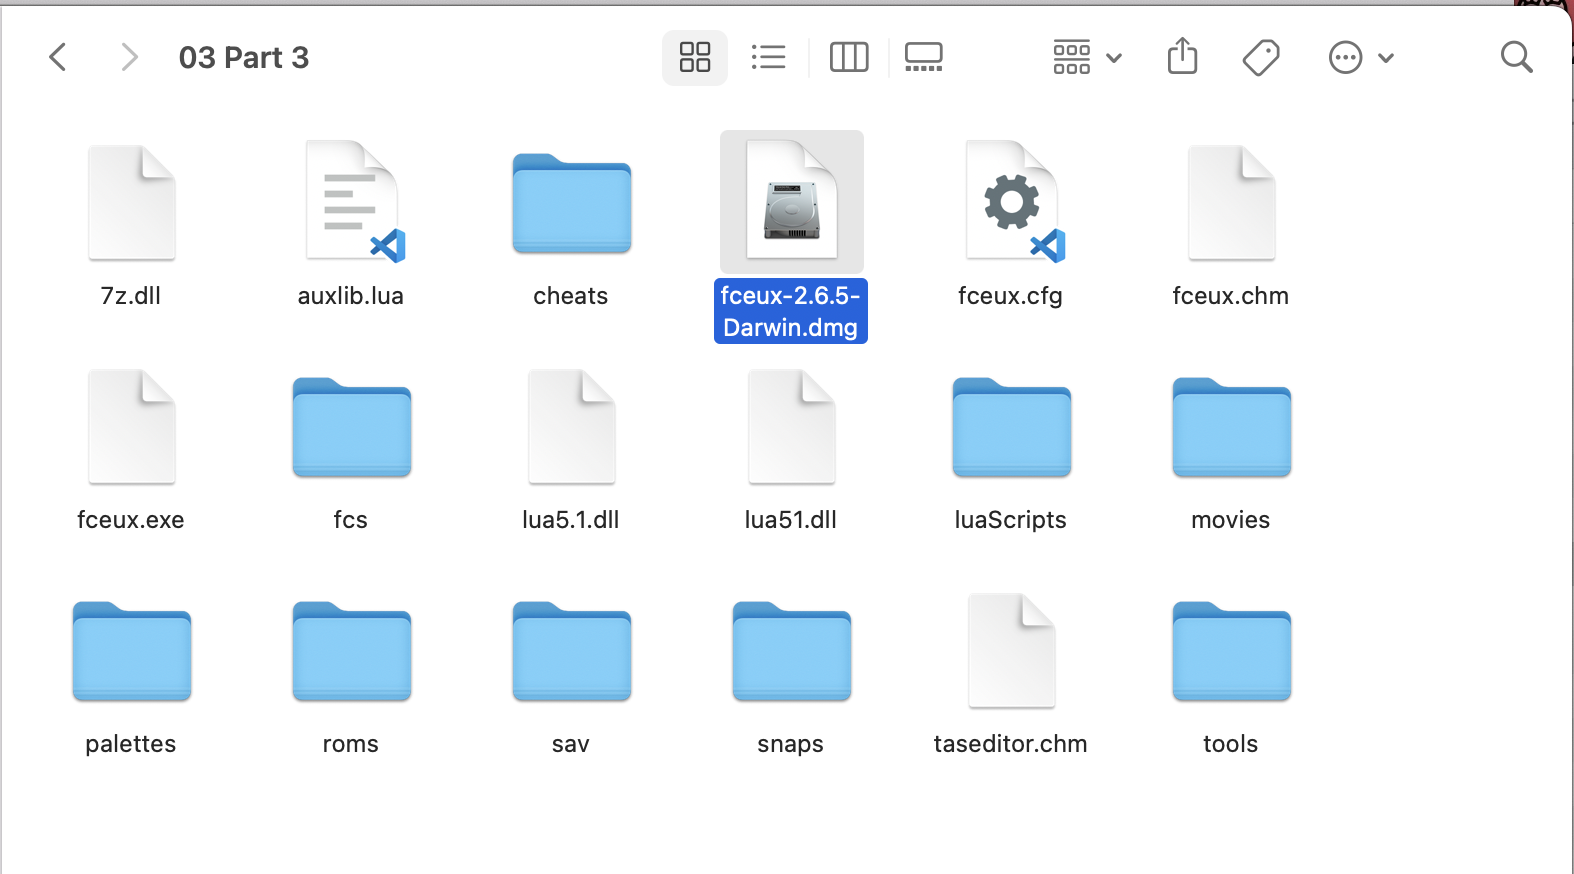 03 Part 3
7z.dll
auxlib.lua
cheats
fceux-2.6.5-
Darwin.dmg
fceux.cfg
fceux.chm
fceux.exe
fcs
lua5.1.dll
lua51.dll
luaScripts
movies
palettes
roms
sav
snaps
taseditor.chm
tools